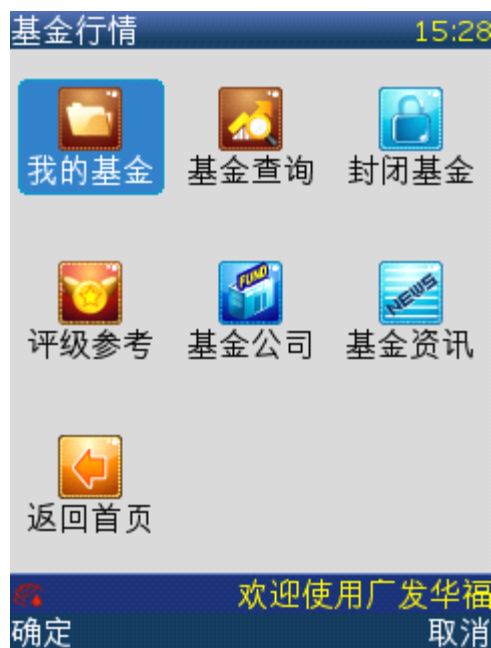 基金行情 15:28
我的基金 基金查询 封闭基金
FUND NEWS
评级参考 基金公司 基金资讯
返回首页
欢迎使用广发华福
确定 取消